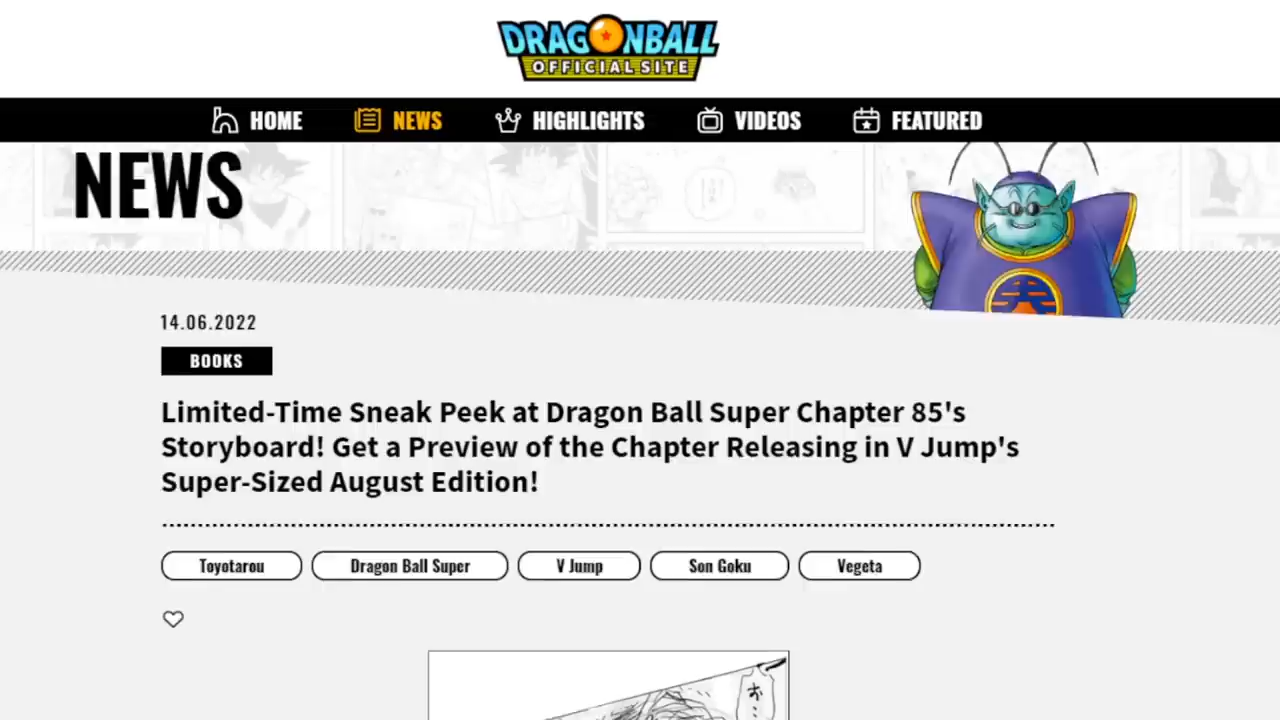 DRAGONBALL
OFFICIAL SITE
HOME NEWS HIGHLIGHTS VIDEOS FEATURED
NEWS
14.06.2022
BOOKS
Limited-Time Sneak Peek at Dragon Ball Super Chapter 85's
Storyboard! Get a Preview of the Chapter Releasing in V Jump's
Super-Sized August Edition!
Toyotarou Dragon Ball Super V Jump Son Goku Vegeta
お…